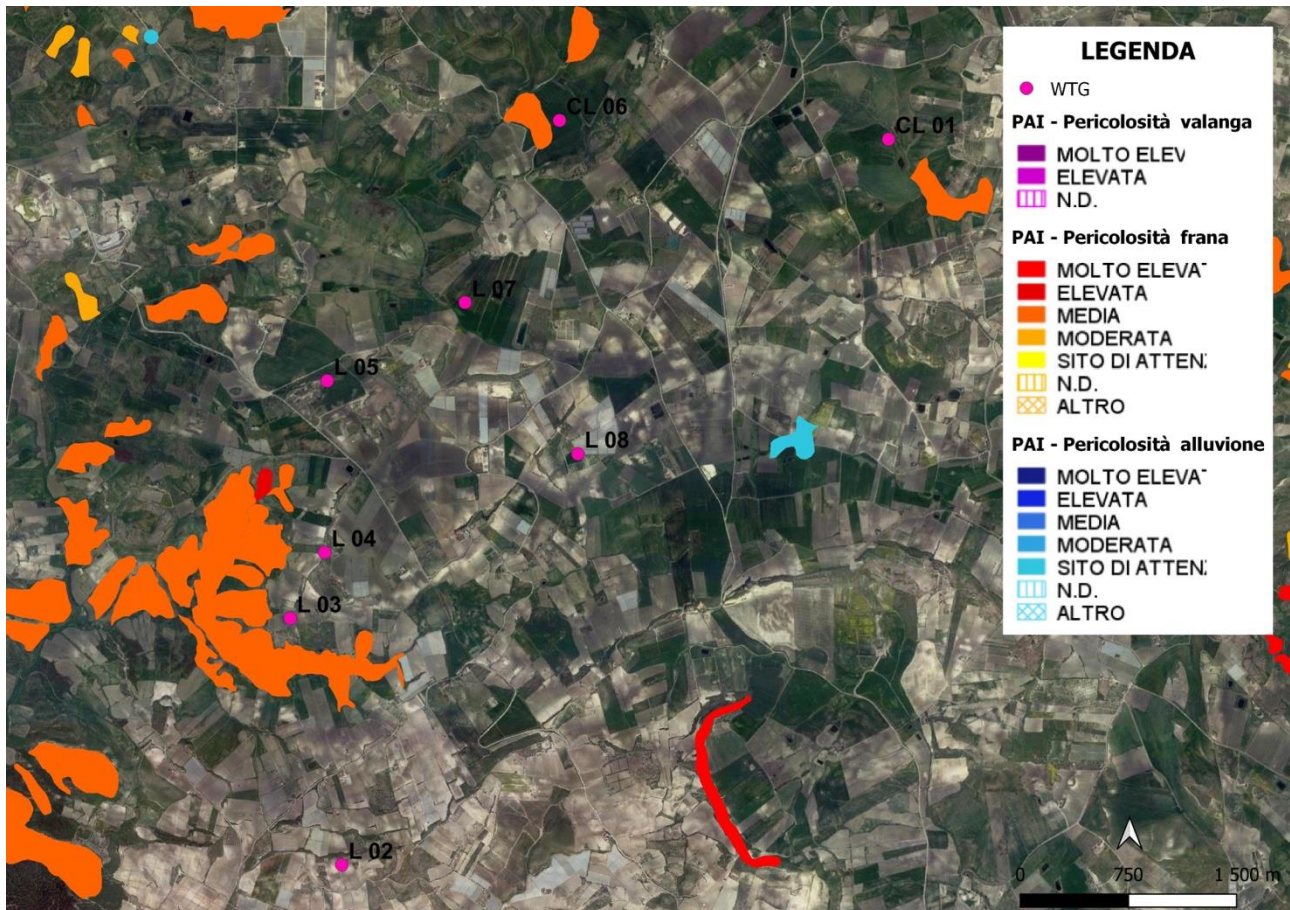 LEGENDA
WTG
PAI - Pericolosità valanga
MOLTO ELEV
ELEVATA
N.D.
PAI - Pericolosità frana
MOLTO ELEVA
ELEVATA
MEDIA
MODERATA
SITO DI ATTEN
N.D.
ALTRO
PAI - Pericolosità alluvione
MOLTO ELEVA
ELEVATA
MEDIA
MODERATA
SITO DI ATTEN
N.D.
ALTRO
CL 06
CL 01
L 07
L 05
L 08
L 04
L 03
L 02
0 750 1 500 m